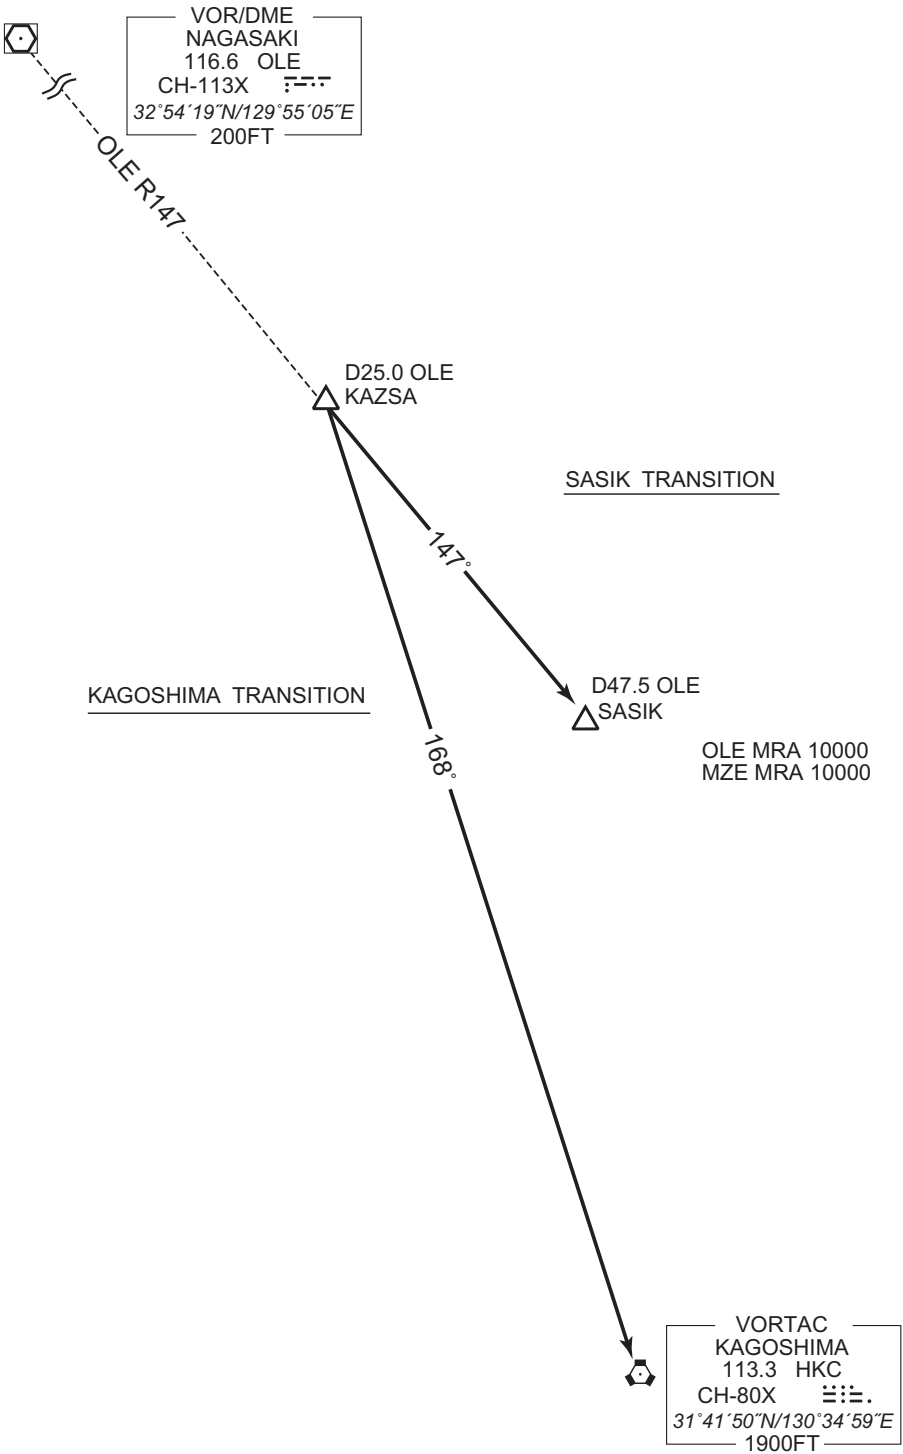 VOR/DME
NAGASAKI
116.6 OLE
CH-113X
32°54´19˝N/129°55´05˝E
200FT
OLE R147
D25.0 OLE
KAZSA
SASIK TRANSITION
147°
KAGOSHIMA TRANSITION
D47.5 OLE
SASIK
168°
OLE MRA 10000
MZE MRA 10000
VORTAC
KAGOSHIMA
113.3 HKC
CH-80X
31°41´50˝N/130°34´59˝E
1900FT